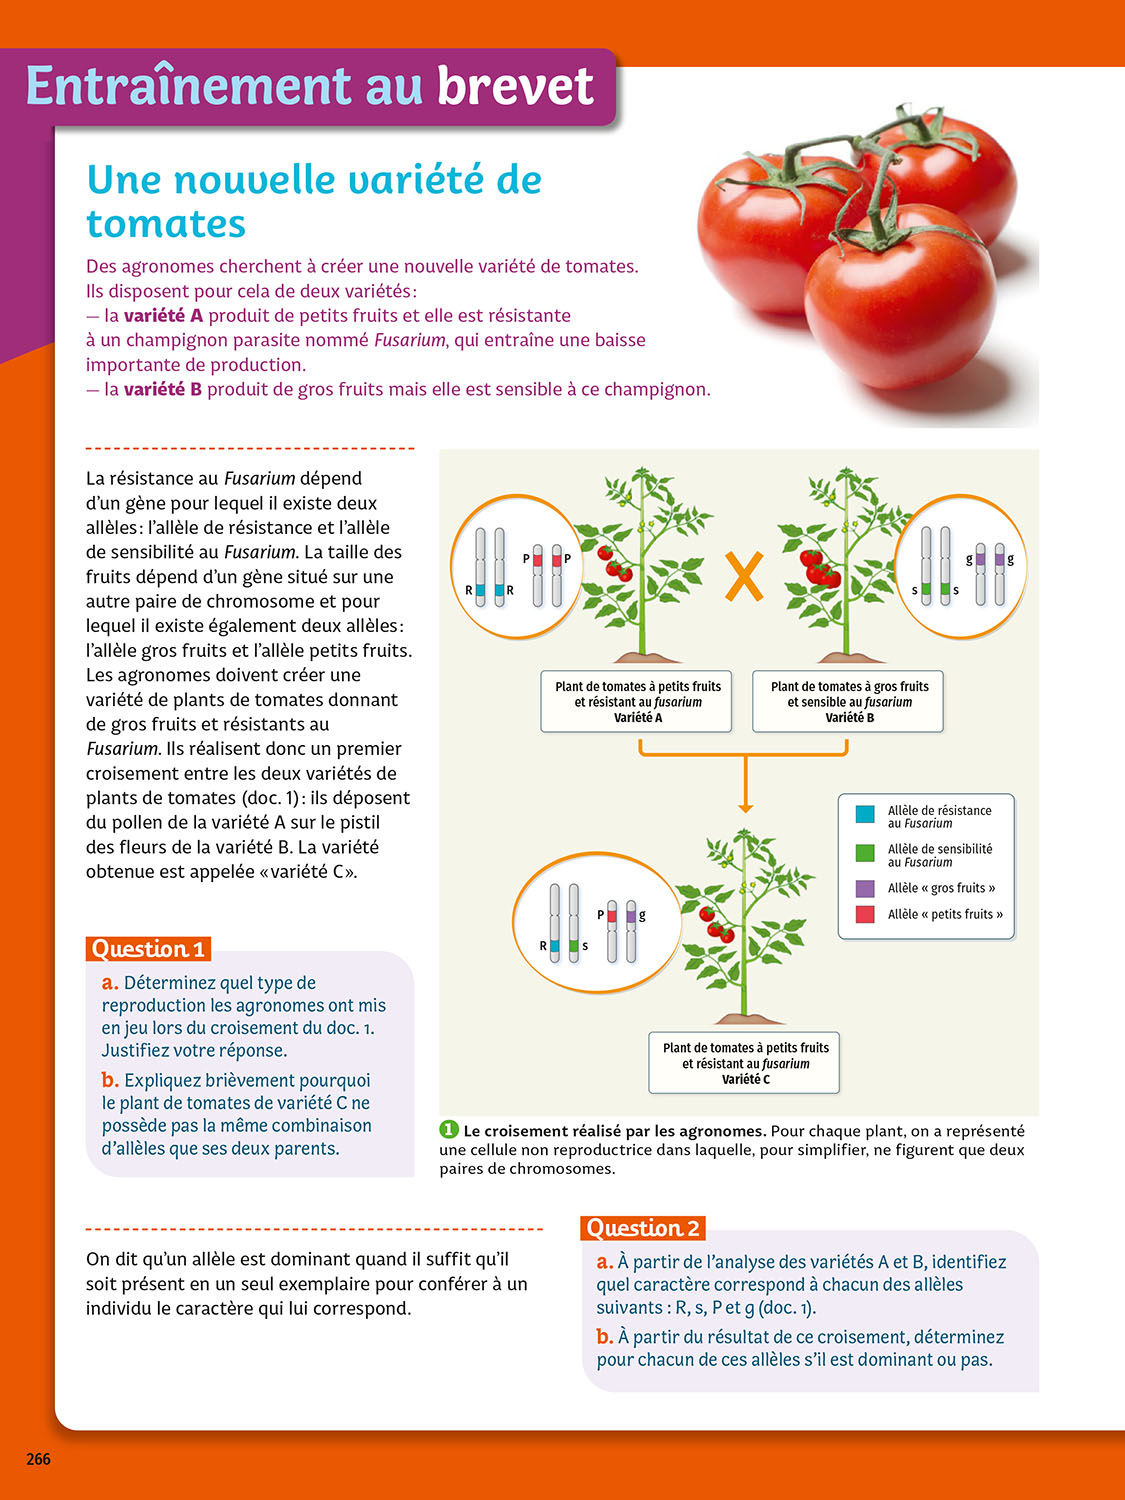 Entraînement au brevet
Une nouvelle variété de
tomates
Des agronomes cherchent à créer une nouvelle variété de tomates.
Ils disposent pour cela de deux variétés :
– la variété A produit de petits fruits et elle est résistante
à un champignon parasite nommé Fusarium, qui entraîne une baisse
importante de production.
– la variété B produit de gros fruits mais elle est sensible à ce champignon.
La résistance au Fusarium dépend
d’un gène pour lequel il existe deux
allèles : l’allèle de résistance et l’allèle
de sensibilité au Fusarium. La taille des
fruits dépend d’un gène situé sur une
autre paire de chromosome et pour
lequel il existe également deux allèles :
l’allèle gros fruits et l’allèle petits fruits.
Les agronomes doivent créer une
variété de plants de tomates donnant
de gros fruits et résistants au
Fusarium. Ils réalisent donc un premier
croisement entre les deux variétés de
plants de tomates (doc. 1) : ils déposent
du pollen de la variété A sur le pistil
des fleurs de la variété B. La variété
obtenue est appelée « variété C ».
Question 1
a. Déterminez quel type de
reproduction les agronomes ont mis
en jeu lors du croisement du doc. 1.
Justifiez votre réponse.
b. Expliquez brièvement pourquoi
le plant de tomates de variété C ne
possède pas la même combinaison
d’allèles que ses deux parents.
P P
R R
g g
s s
Plant de tomates à petits fruits
et résistant au fusarium
Variété A
Plant de tomates à gros fruits
et sensible au fusarium
Variété B
Allèle de résistance
au Fusarium
Allèle de sensibilité
au Fusarium
Allèle « gros fruits »
Allèle « petits fruits »
P g
R s
Plant de tomates à petits fruits
et résistant au fusarium
Variété C
1 Le croisement réalisé par les agronomes. Pour chaque plant, on a représenté
une cellule non reproductrice dans laquelle, pour simplifier, ne figurent que deux
paires de chromosomes.
On dit qu’un allèle est dominant quand il suffit qu’il
soit présent en un seul exemplaire pour conférer à un
individu le caractère qui lui correspond.
Question 2
a. À partir de l’analyse des variétés A et B, identifiez
quel caractère correspond à chacun des allèles
suivants : R, s, P et g (doc. 1).
b. À partir du résultat de ce croisement, déterminez
pour chacun de ces allèles s’il est dominant ou pas.
266